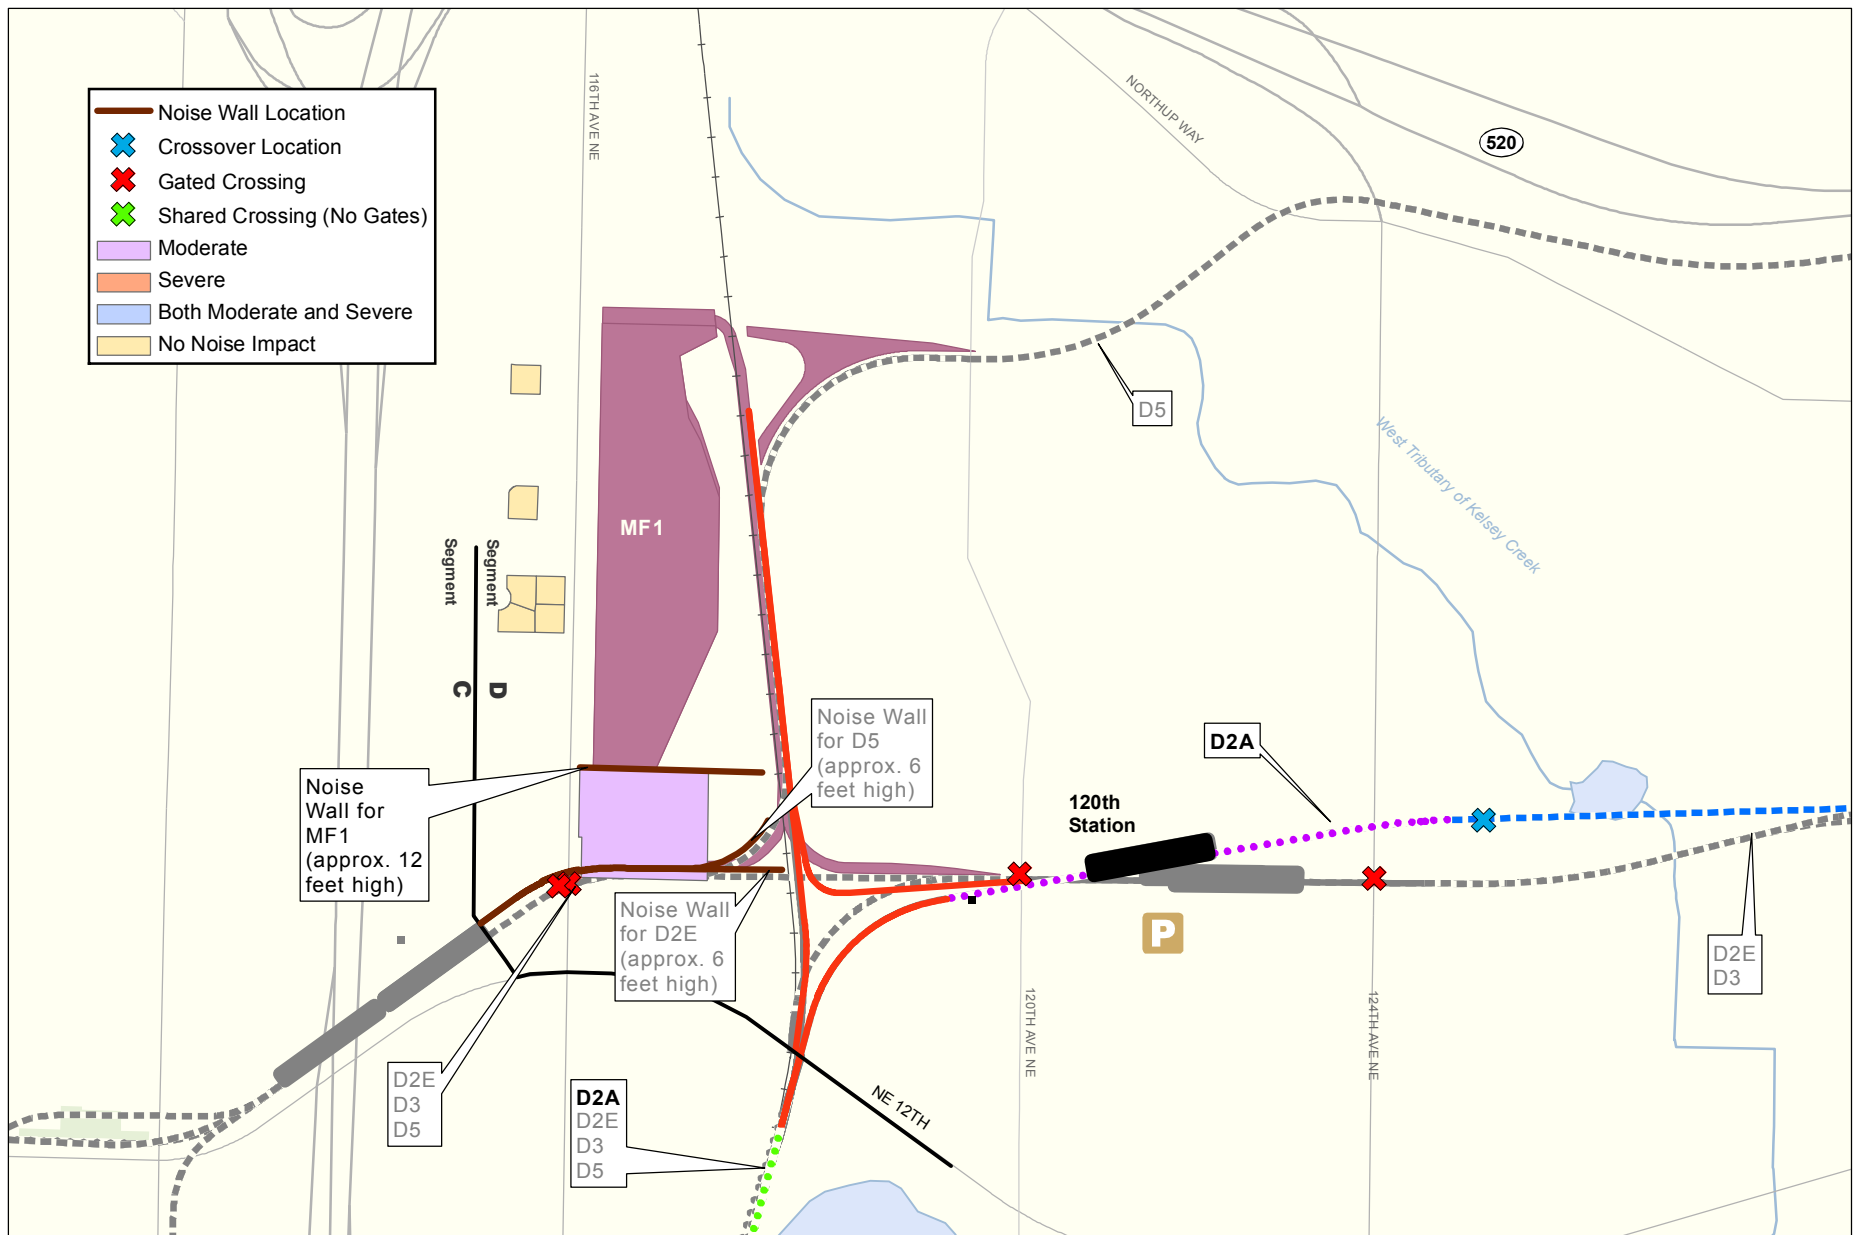 Noise Wall Location
Crossover Location
Gated Crossing
Shared Crossing (No Gates)
Moderate
Severe
Both Moderate and Severe
No Noise Impact
116TH AVE NE
NORTHUP WAY
520
D5
West Tributary of Kelsey Creek
MF1
Segment
Segment
C
D
Noise Wall
for D5
(approx. 6
feet high)
D2A
Noise
Wall for
MF1
(approx. 12
feet high)
120th
Station
Noise Wall
for D2E
(approx. 6
feet high)
P
D2E
D3
120TH AVE NE
124TH AVE NE
D2E
D3
D5
D2A
D2E
D3
D5
NE 12TH